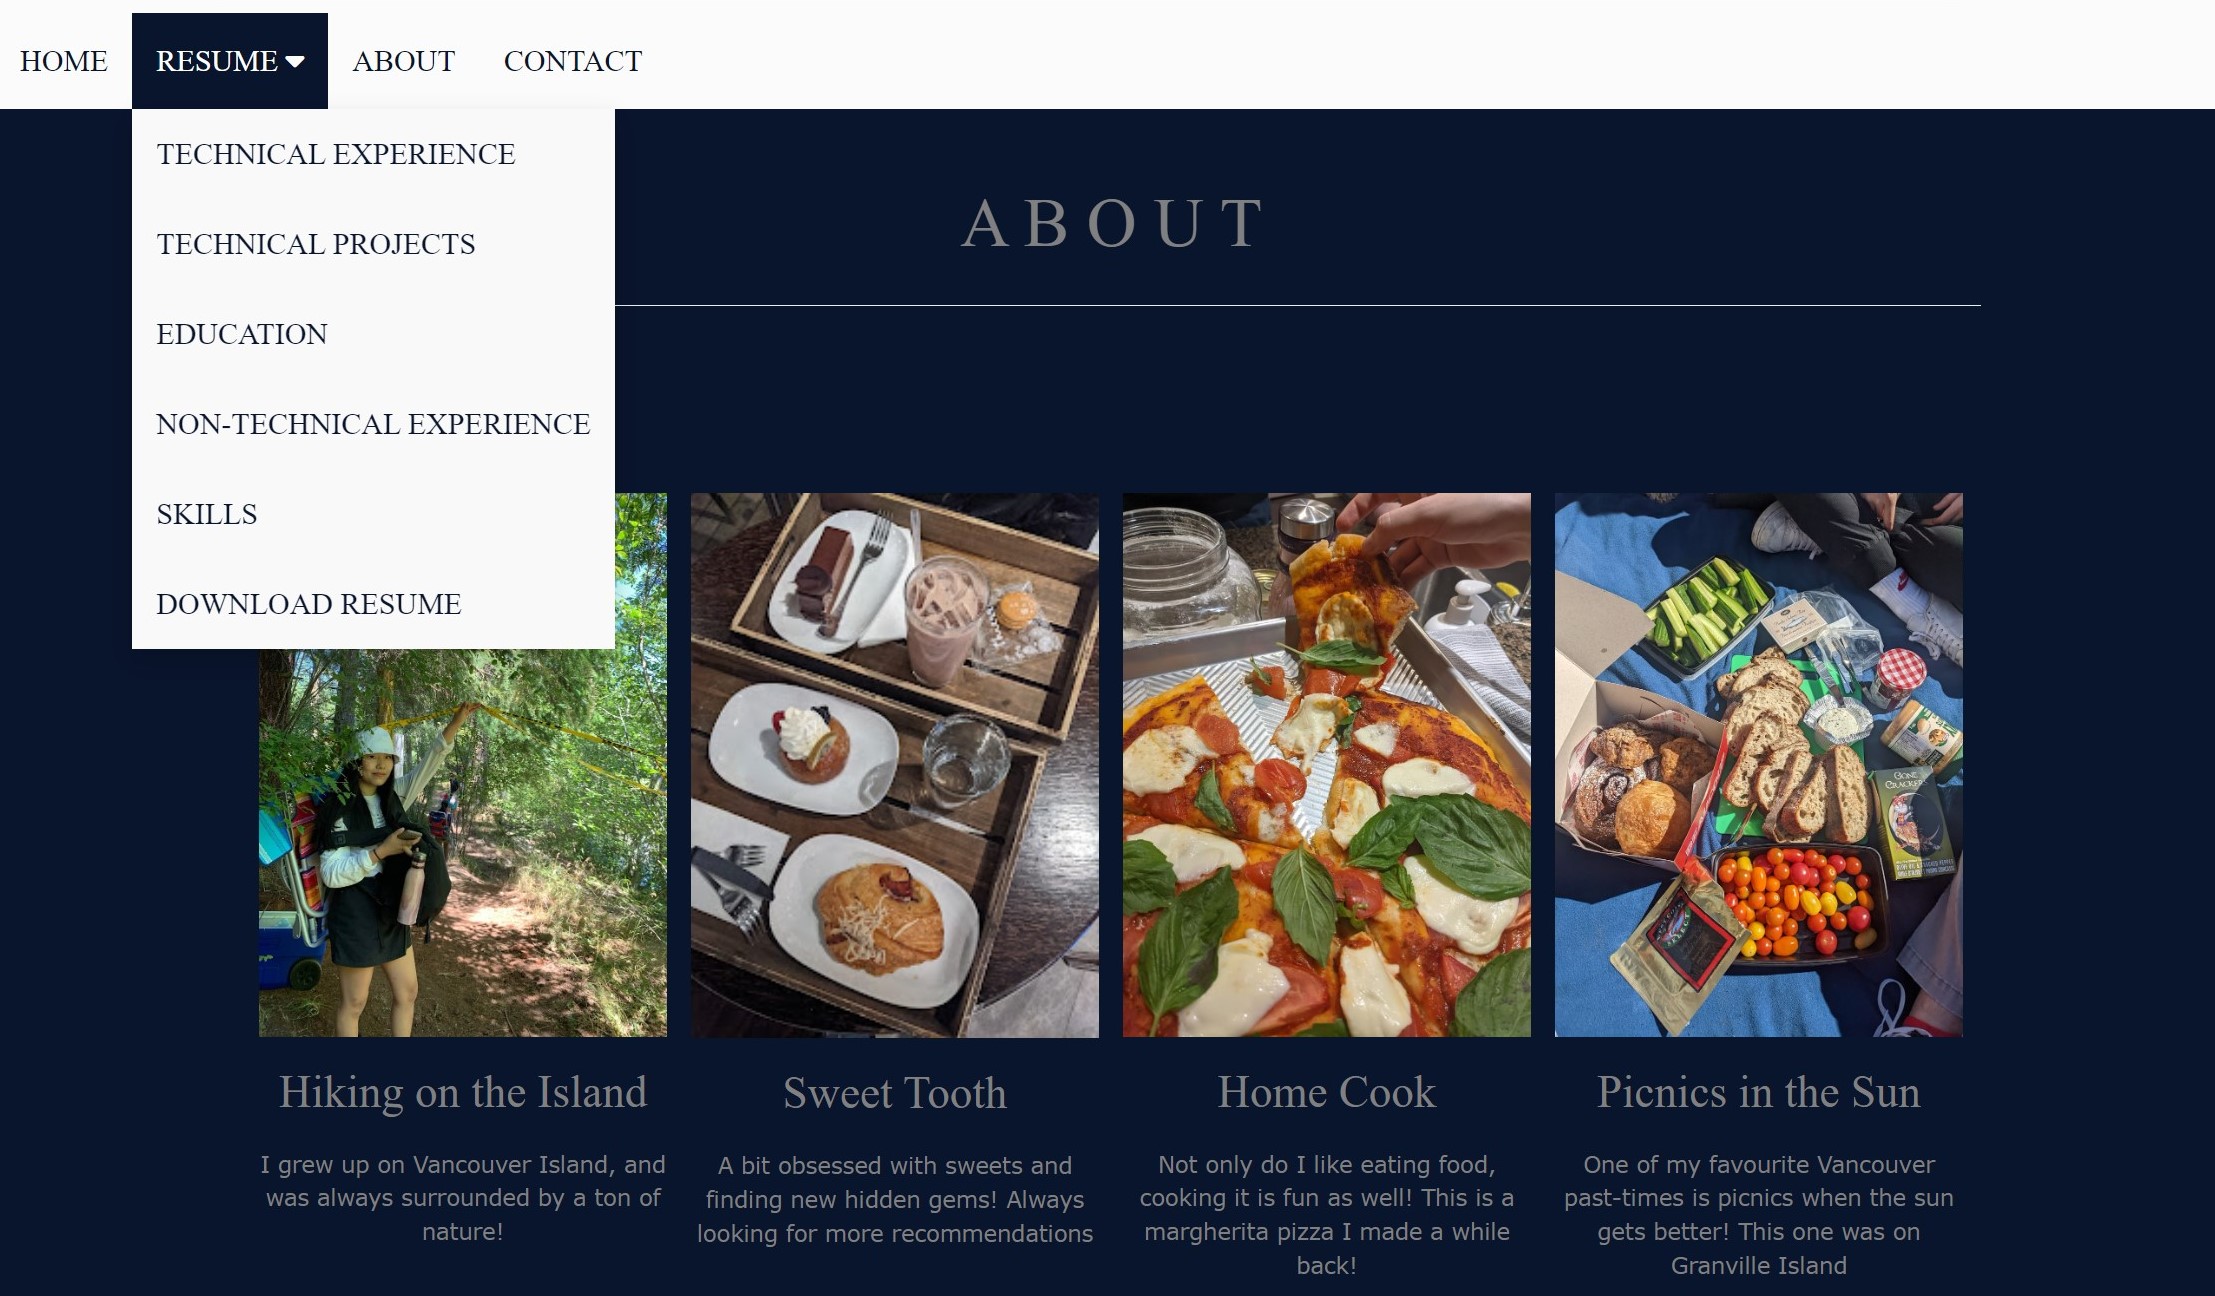 HOME RESUME ABOUT CONTACT
TECHNICAL EXPERIENCE
TECHNICAL PROJECTS
EDUCATION
NON-TECHNICAL EXPERIENCE
SKILLS
DOWNLOAD RESUME
ABOUT
Hiking on the Island
I grew up on Vancouver Island, and
was always surrounded by a ton of
nature!
Sweet Tooth
A bit obsessed with sweets and
finding new hidden gems! Always
looking for more recommendations
Home Cook
Not only do I like eating food,
cooking it is fun as well! This is a
margherita pizza I made a while
back!
GONE
CRACKERS
SELECT
Picnics in the Sun
One of my favourite Vancouver
past-times is picnics when the sun
gets better! This one was on
Granville Island